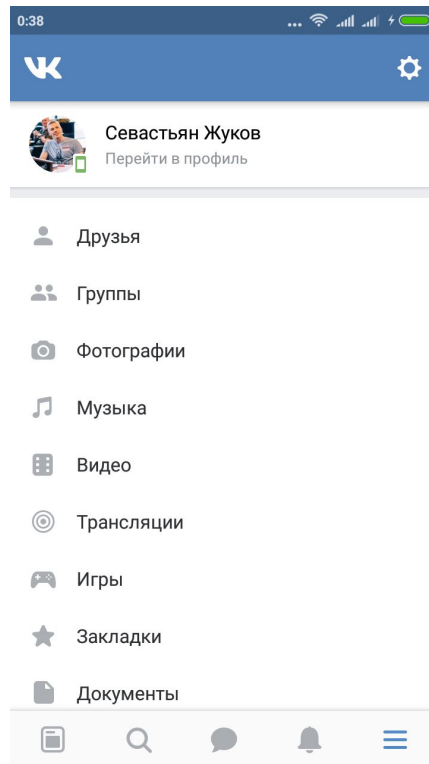 0:38
Севастьян Жуков
Перейти в профиль
Друзья
Группы
Фотографии
Музыка
Видео
Трансляции
Игры
Закладки
Документы